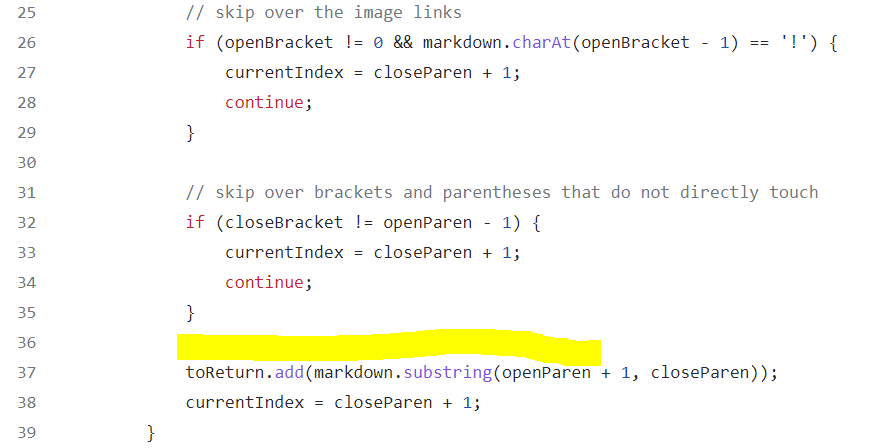 25 // skip over the image links
26 if (openBracket != 0 && markdown.charAt(openBracket - 1) == '!') {
27 currentIndex = closeParen + 1;
28 continue;
29 }
30
31 // skip over brackets and parentheses that do not directly touch
32 if (closeBracket != openParen - 1) {
33 currentIndex = closeParen + 1;
34 continue;
35 }
36
37 toReturn.add(markdown.substring(openParen + 1, closeParen));
38 currentIndex = closeParen + 1;
39 }